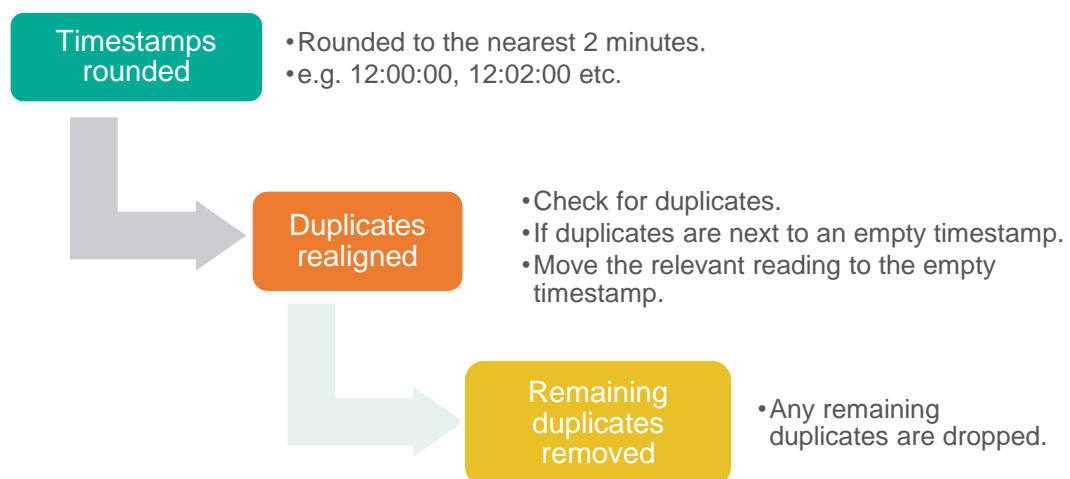 Timestamps
rounded
•Rounded to the nearest 2 minutes.
•e.g. 12:00:00, 12:02:00 etc.
Duplicates
realigned
•Check for duplicates.
•If duplicates are next to an empty timestamp.
•Move the relevant reading to the empty
timestamp.
Remaining
duplicates
removed
•Any remaining
duplicates are dropped.